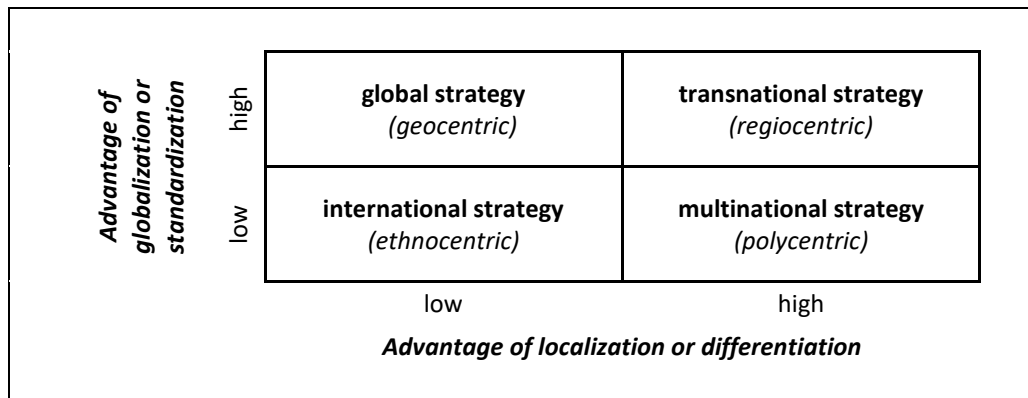 Advantage of
globalization or
standardization
high
low
global strategy
(geocentric)
transnational strategy
(regiocentric)
international strategy
(ethnocentric)
multinational strategy
(polycentric)
low
high
Advantage of localization or differentiation